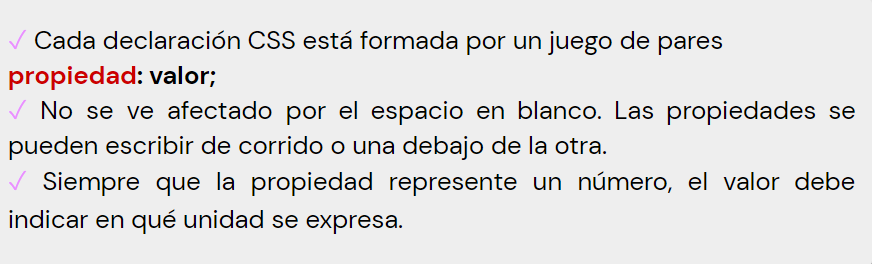 ✓ Cada declaración CSS está formada por un juego de pares
propiedad: valor;
✓ No se ve afectado por el espacio en blanco. Las propiedades se
pueden escribir de corrido o una debajo de la otra.
✓ Siempre que la propiedad represente un número, el valor debe
indicar en qué unidad se expresa.